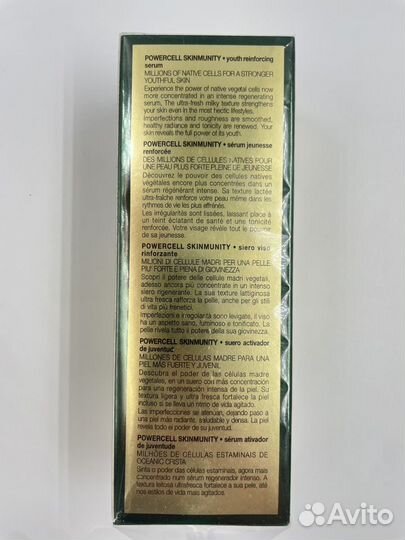 POWERCELL SKINMUNITY • youth reinforcing
serum
MILLIONS OF NATIVE CELLS FOR A STRONGER
YOUTHFUL SKIN
Experience the power of native vegetal cells now
more concentrated in an intense regenerating
serum, The ultra-fresh milky texture strengthens
your skin even in the most hectic lifestyles.
Imperfections and roughness are smoothed,
healthy radiance and tonicity are renewed. Your
skin reveals the full power of its youth.
POWERCELL SKINMUNITY • sérum jeunesse
renforcée
DES MILLIONS DE CELLULES NATIVES POUR
UNE PEAU PLUS FORTE PLEINE DE JEUNESSE
Découvrez le pouvoir des cellules natives
végétales encore plus concentrées dans un
sérum régénérant intense. Sa texture lactée
ultra-fraîche renforce votre peau même dans les
rythmes de vie les plus effrénés.
Les irrégularités sont lissées, laissant place à
un teint éclatant de santé et une tonicité
renforcée. Votre visage révèle tout le pouvoir
de sa jeunesse.
POWERCELL SKINMUNITY • siero viso
rinforzante
MILIONI DI CELLULE MADRI PER UNA PELLE
PIU' FORTE E PIENA DI GIOVINEZZA
Scopri il potere delle cellule madri vegetali,
adesso ancora più concentrato in un intenso
siero rigenerante. La sua texture lattiginosa
ultra fresca rafforza la pelle, anche per gli stili
di vita più frenetici.
Imperfezioni e irregolarità sono levigate, il viso
ha un aspetto sano, luminoso e tonificato. La
pelle rivela tutto il potere della sua giovinezza.
POWERCELL SKINMUNITY • suero activador
de juventud
MILLONES DE CÉLULAS MADRE PARA UNA
PIEL MÁS FUERTE Y JUVENIL
Descubra el poder de las células madre
vegetales, en un suero con más concentración
para una regeneración intensa de la piel. Su
textura ligera y ultra fresca fortalece la piel
incluso si se lleva un ritmo de vida agitado.
Las imperfecciones se atenúan, dejando paso a
una piel más radiante, saludable y densa. La piel
revela todo el poder de su juventud.
POWERCELL SKINMUNITY • sérum ativador
de juventude
MILHÕES DE CÉLULAS ESTAMINAIS DE
OCEANIC CRISTA
Sinta o poder das células estaminais, agora mais
concentrado num sérum regenerador intenso. A
textura leitosa ultrafresca fortalece a sua pele, até
nos estilos de vida mais agitados.
Avito